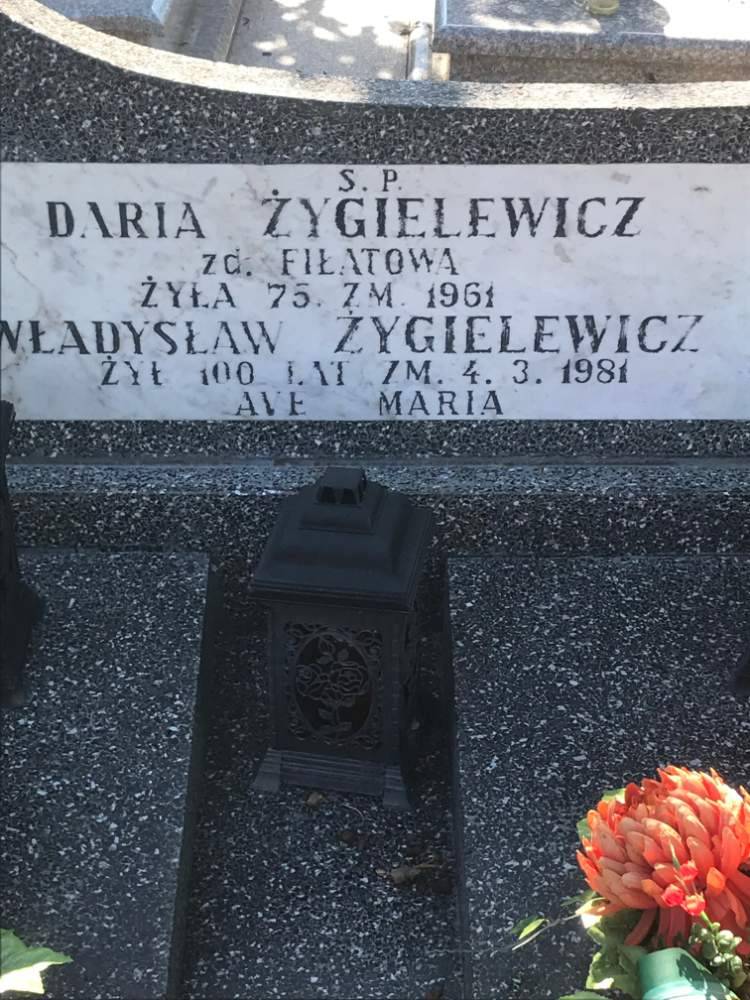 S. P.
DARIA ŻYGIELEWICZ
zd. FIŁATOWA
ŻYŁA 75. ZM. 1961
WŁADYSŁAW ŻYGIELEWICZ
ŻYŁ 100 LAT ZM. 4. 3. 1981
AVE MARIA